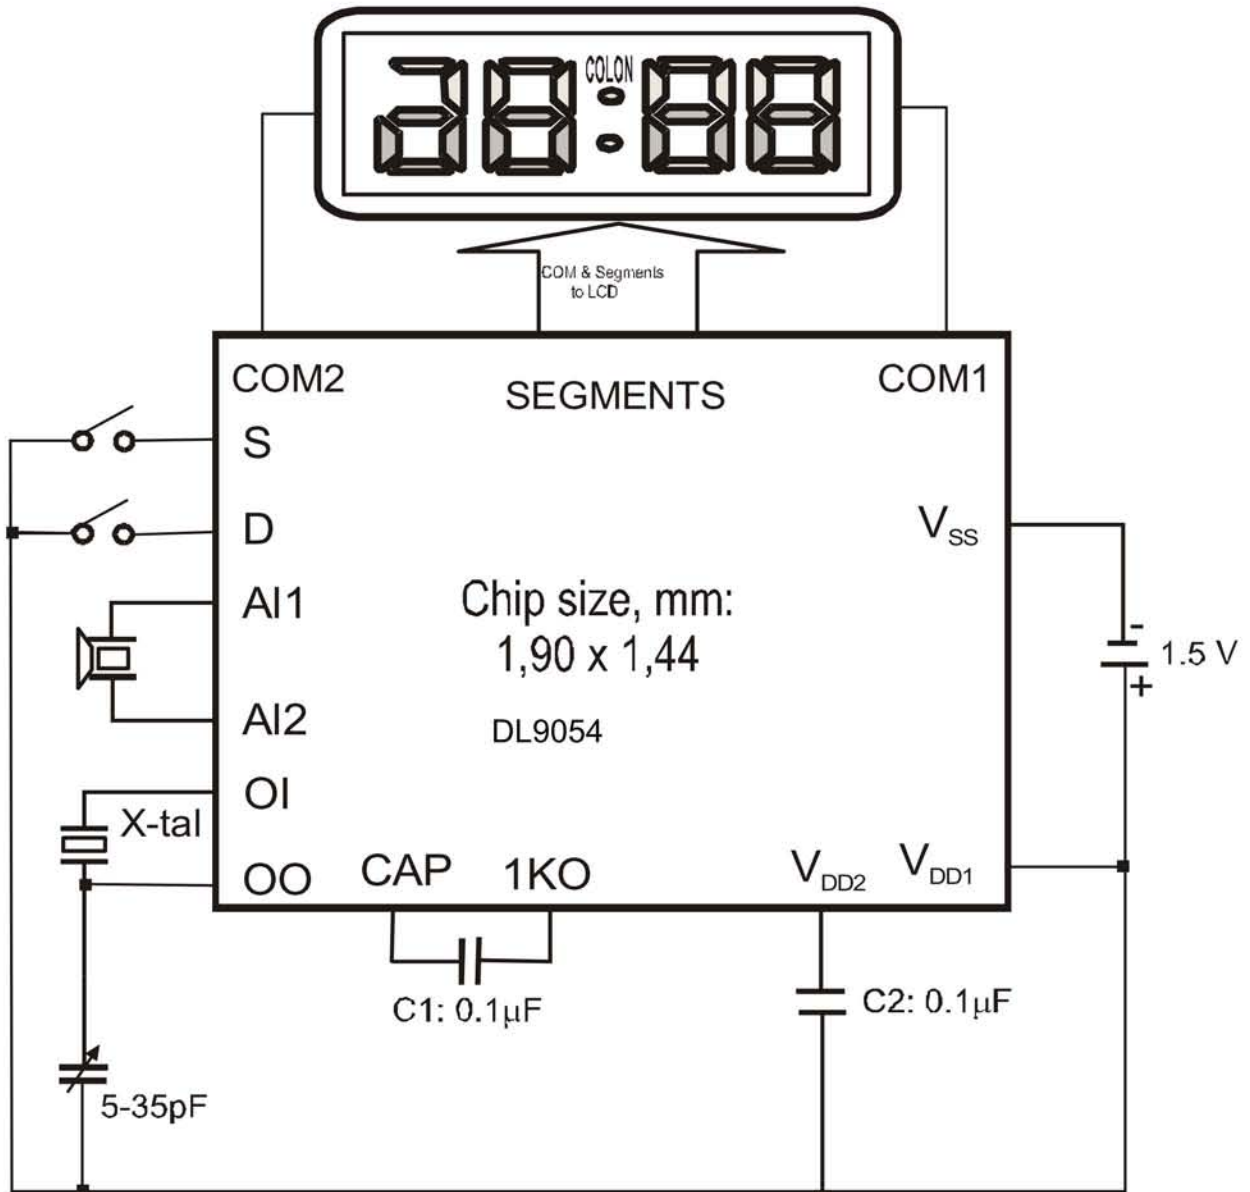 COLON
COM & Segments
to LCD
COM2
SEGMENTS
COM1
S
D
V_SS
AI1
Chip size, mm:
1,90 x 1,44
- 1.5 V
+
AI2
DL9054
OI
X-tal
OO
CAP
1KO
V_DD2
V_DD1
C1: 0.1µF
C2: 0.1µF
5-35pF